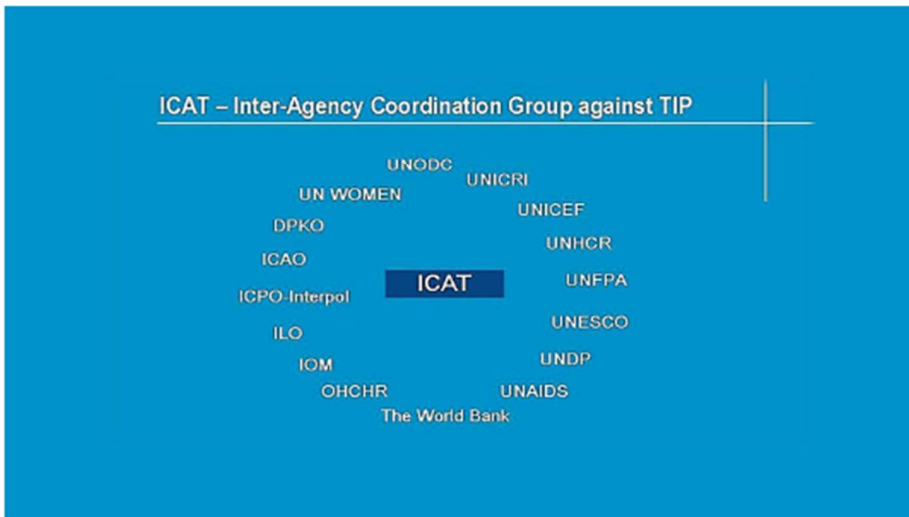 ICAT – Inter-Agency Coordination Group against TIP
UNODC
UNICRI
UN WOMEN
UNICEF
DPKO
UNHCR
ICAO
ICAT
UNFPA
ICPO-Interpol
UNESCO
ILO
UNDP
IOM
OHCHR
UNAIDS
The World Bank